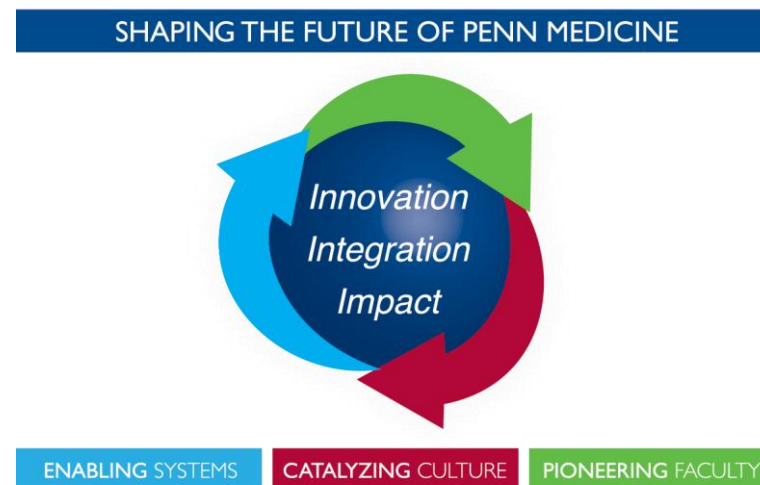 SHAPING THE FUTURE OF PENN MEDICINE
Innovation
Integration
Impact
ENABLING SYSTEMS
CATALYZING CULTURE
PIONEERING FACULTY